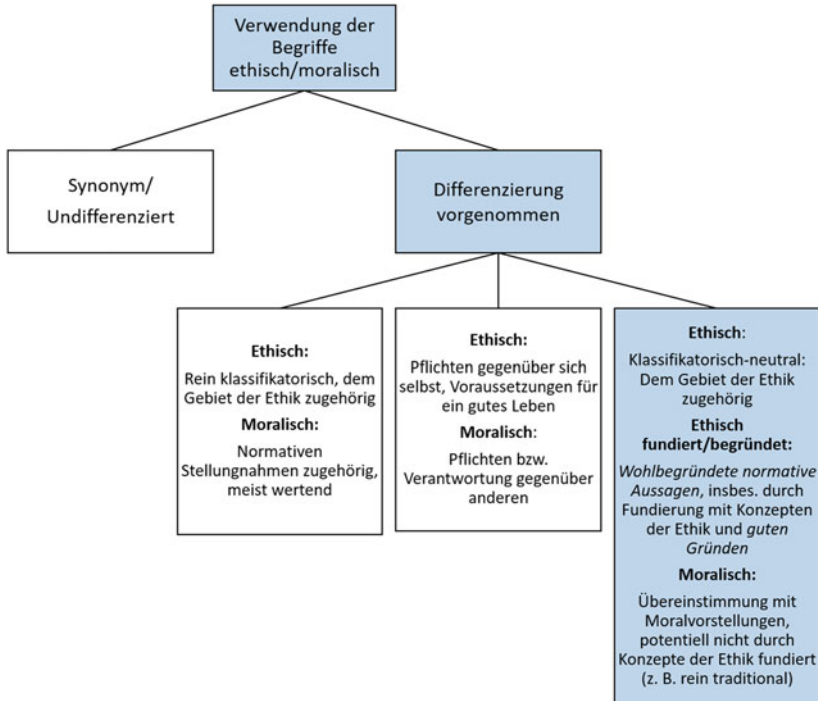 Verwendung der
Begriffe
ethisch/moralisch
Synonym/
Undifferenziert
Differenzierung
vorgenommen
Ethisch:
Rein klassifikatorisch, dem
Gebiet der Ethik zugehörig
Moralisch:
Normativen
Stellungnahmen zugehörig,
meist wertend
Ethisch:
Pflichten gegenüber sich
selbst, Voraussetzungen für
ein gutes Leben
Moralisch:
Pflichten bzw.
Verantwortung gegenüber
anderen
Ethisch:
Klassifikatorisch-neutral:
Dem Gebiet der Ethik
zugehörig
Ethisch
fundiert/begründet:
Wohlbegründete normative
Aussagen, insbes. durch
Fundierung mit Konzepten
der Ethik und guten
Gründen
Moralisch:
Übereinstimmung mit
Moralvorstellungen,
potentiell nicht durch
Konzepte der Ethik fundiert
(z. B. rein traditional)